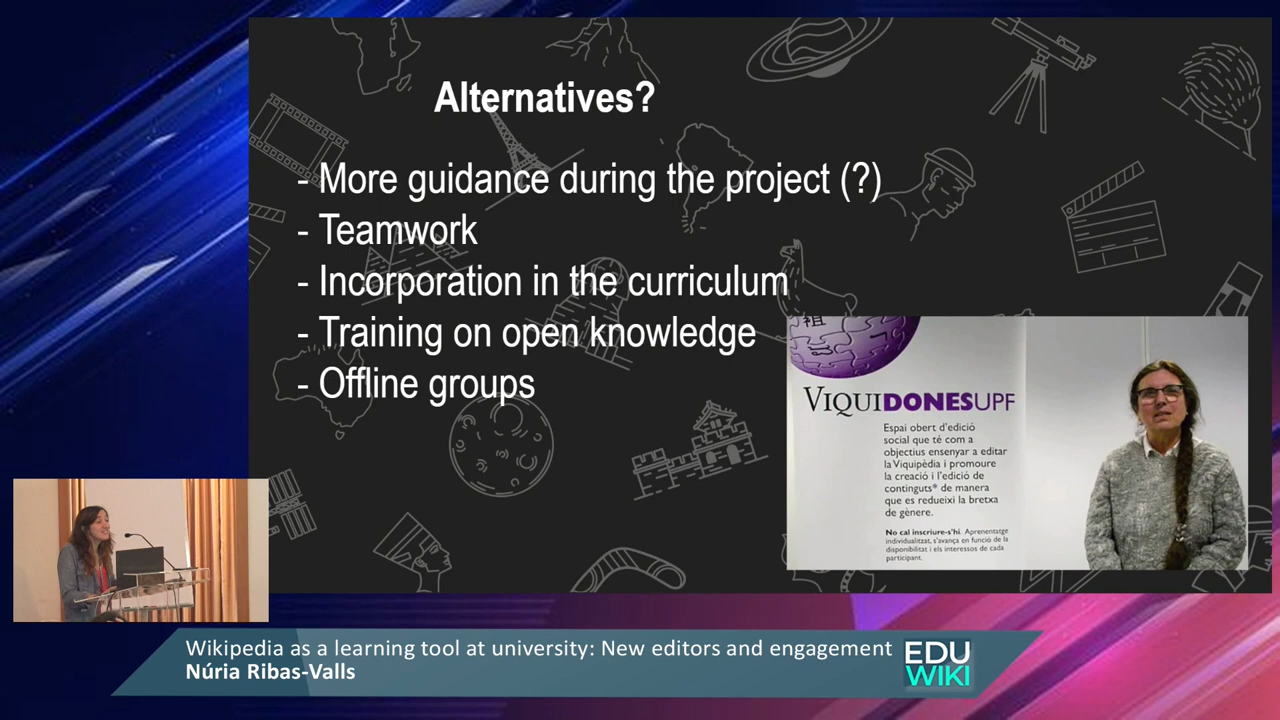 Alternatives?
- More guidance during the project (?)
- Teamwork
- Incorporation in the curriculum
- Training on open knowledge
- Offline groups
祖
VIQUIDONESUPF
Espai obert d'edició
social que té com a
objectius ensenyar a editar
la Viquipèdia i promoure
la creació i l'edició de
continguts* de manera
que es redueixi la bretxa
de gènere.
No cal inscriure-s'hi. Aprenentatge
individualitzat, s'avança en funció de la
disponibilitat i els interessos de cada
participant.
Wikipedia as a learning tool at university: New editors and engagement
Núria Ribas-Valls
EDU
WIKI